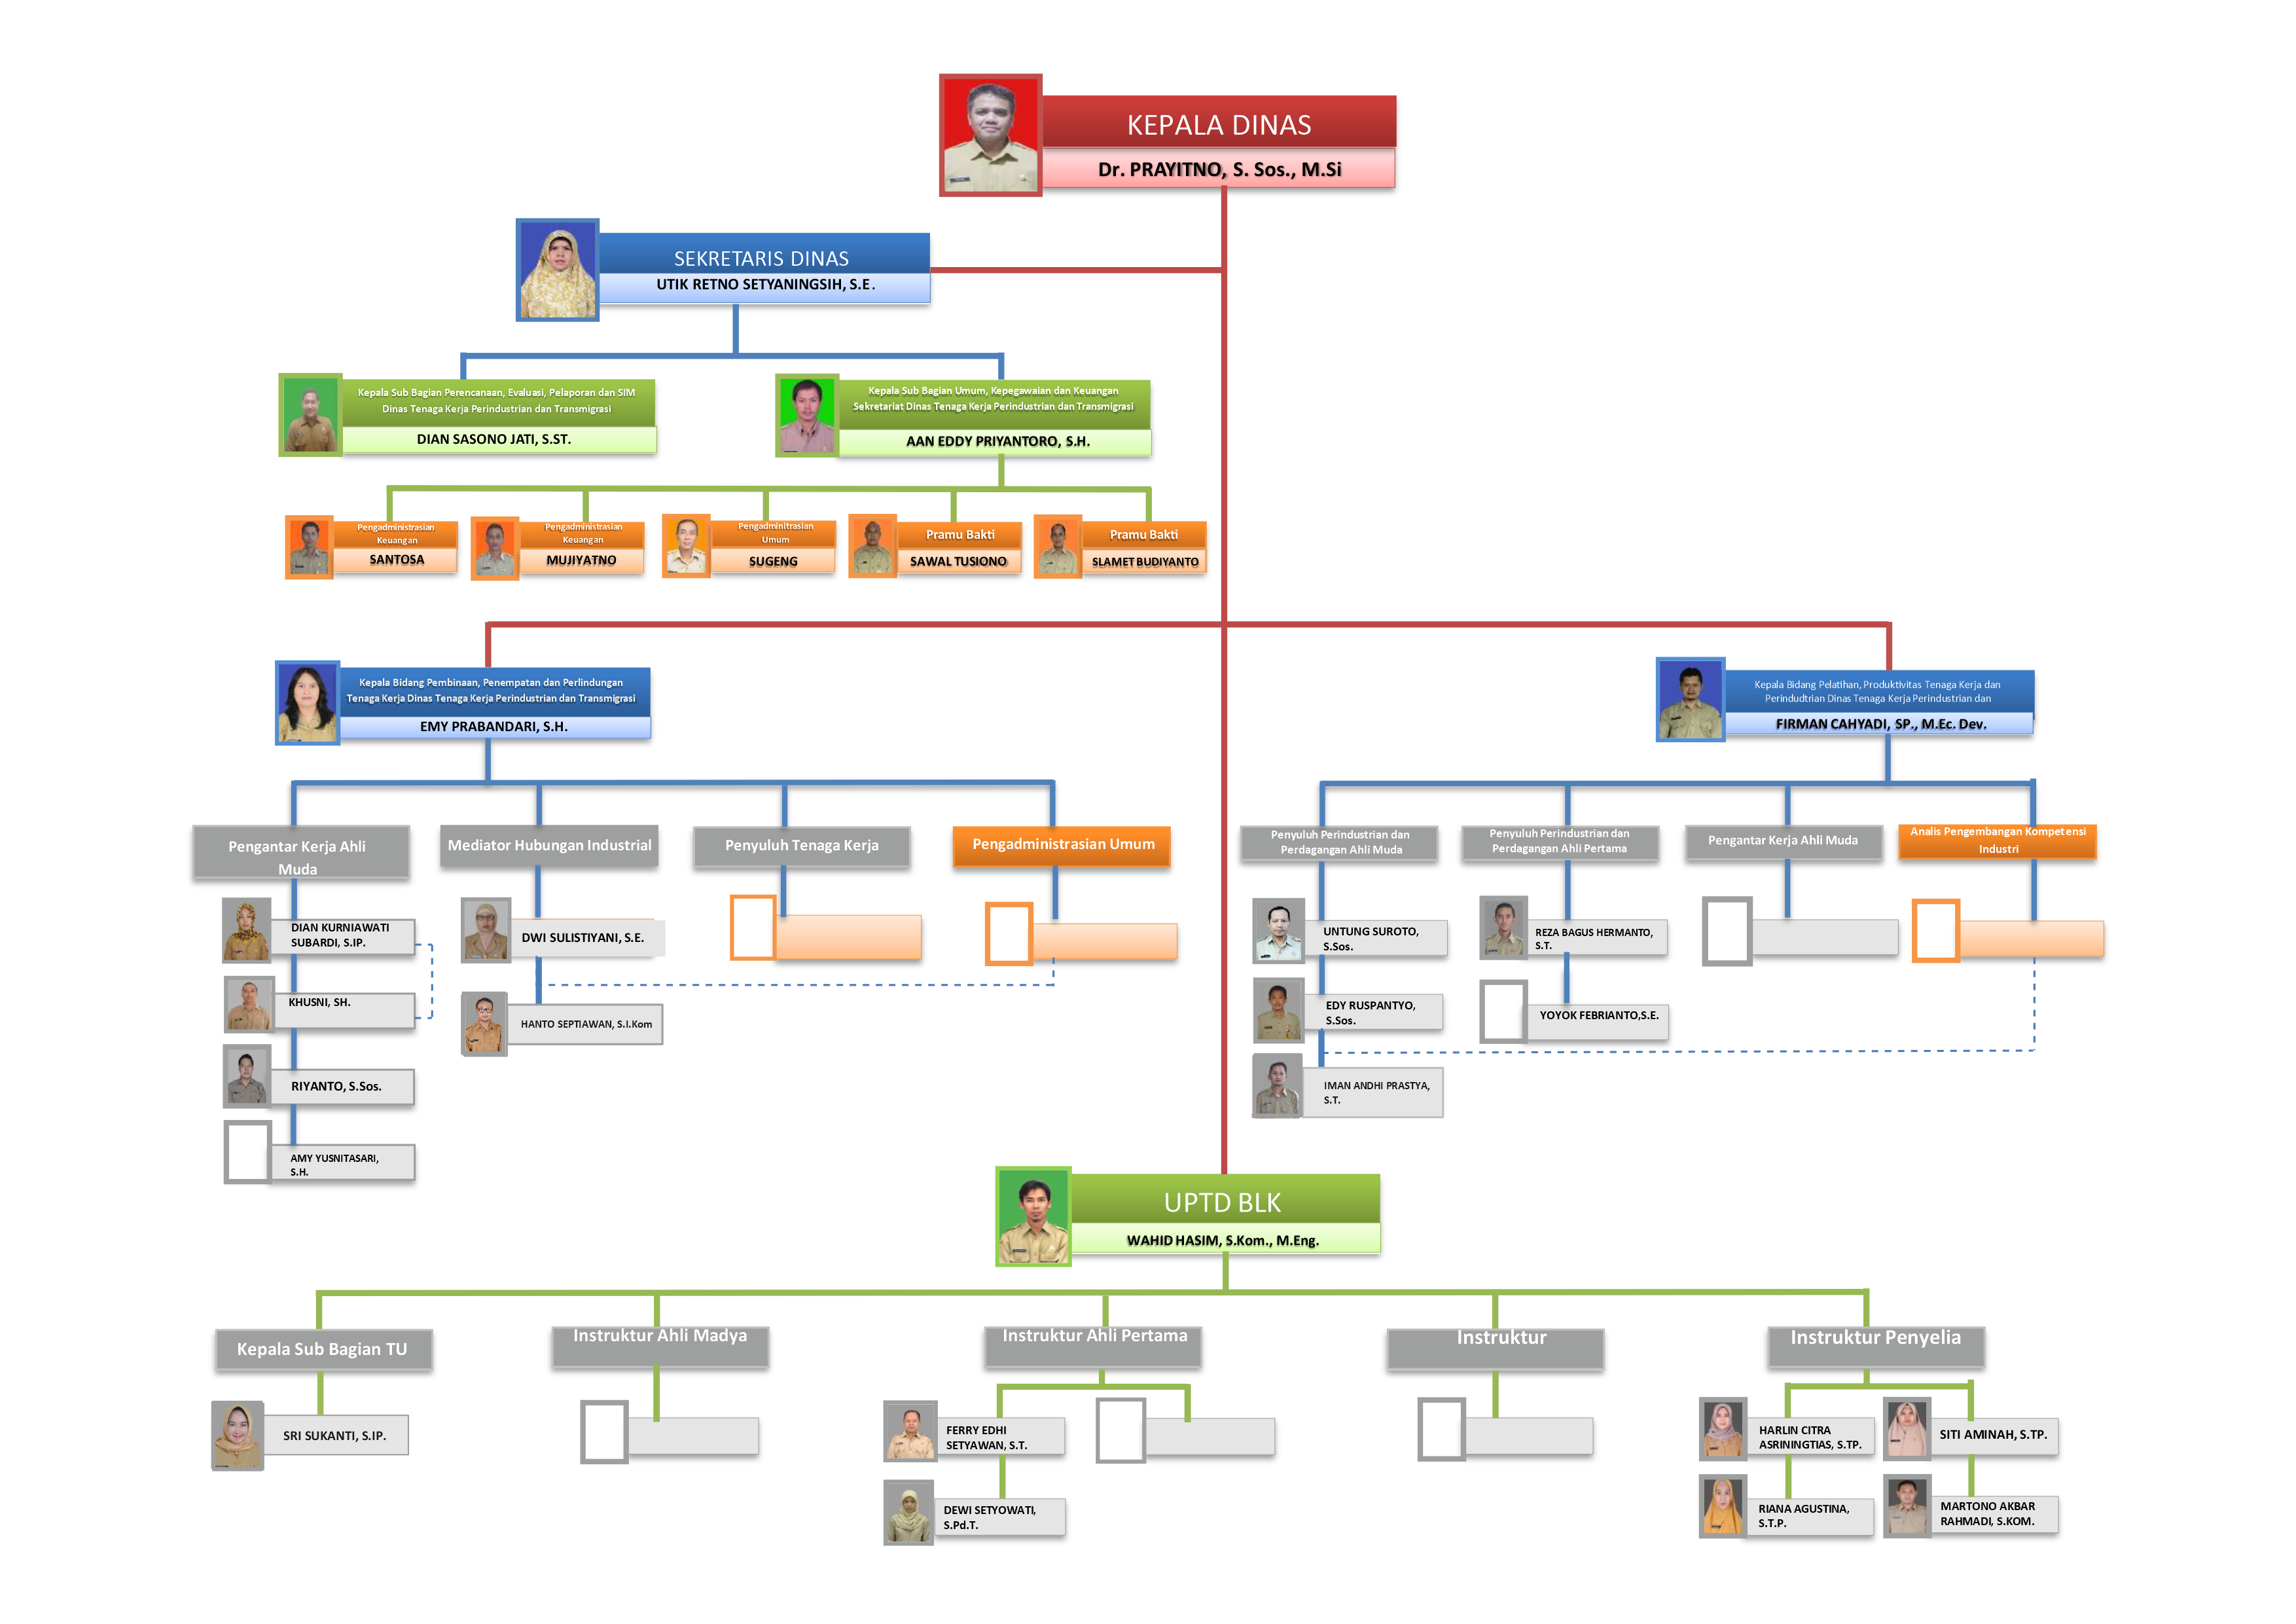 KEPALA DINAS
Dr. PRAYITNO, S. Sos., M.Si
SEKRETARIS DINAS
UTIK RETNO SETYANINGSIH, S.E.
Kepala Sub Bagian Perencanaan, Evaluasi, Pelaporan dan SIM
Dinas Tenaga Kerja Perindustrian dan Transmigrasi
DIAN SASONO JATI, S.ST.
Kepala Sub Bagian Umum, Kepegawaian dan Keuangan
Sekretariat Dinas Tenaga Kerja Perindustrian dan Transmigrasi
AAN EDDY PRIYANTORO, S.H.
Pengadministrasian
Keuangan
SANTOSA
Pengadministrasian
Keuangan
MUJIYATNO
Pengadminitrasian
Umum
SUGENG
Pramu Bakti
SAWAL TUSIONO
Pramu Bakti
SLAMET BUDIYANTO
Kepala Bidang Pembinaan, Penempatan dan Perlindungan
Tenaga Kerja Dinas Tenaga Kerja Perindustrian dan Transmigrasi
EMY PRABANDARI, S.H.
Kepala Bidang Pelatihan, Produktivitas Tenaga Kerja dan
Perindudtrian Dinas Tenaga Kerja Perindustrian dan
FIRMAN CAHYADI, SP., M.Ec. Dev.
Pengantar Kerja Ahli
Muda
DIAN KURNIAWATI
SUBARDI, S.IP.
KHUSNI, SH.
RIYANTO, S.Sos.
AMY YUSNITASARI,
S.H.
Mediator Hubungan Industrial
DWI SULISTIYANI, S.E.
HANTO SEPTIAWAN, S.I.Kom
Penyuluh Tenaga Kerja
Pengadministrasian Umum
Penyuluh Perindustrian dan
Perdagangan Ahli Muda
UNTUNG SUROTO,
S.Sos.
EDY RUSPANTYO,
S.Sos.
IMAN ANDHI PRASTYA,
S.T.
Penyuluh Perindustrian dan
Perdagangan Ahli Pertama
REZA BAGUS HERMANTO,
S.T.
YOYOK FEBRIANTO,S.E.
Pengantar Kerja Ahli Muda
Analis Pengembangan Kompetensi
Industri
UPTD BLK
WAHID HASIM, S.Kom., M.Eng.
Kepala Sub Bagian TU
SRI SUKANTI, S.IP.
Instruktur Ahli Madya
Instruktur Ahli Pertama
FERRY EDHI
SETYAWAN, S.T.
DEWI SETYOWATI,
S.Pd.T.
Instruktur
Instruktur Penyelia
HARLIN CITRA
ASRININGTIAS, S.TP.
SITI AMINAH, S.TP.
RIANA AGUSTINA,
S.T.P.
MARTONO AKBAR
RAHMADI, S.KOM.